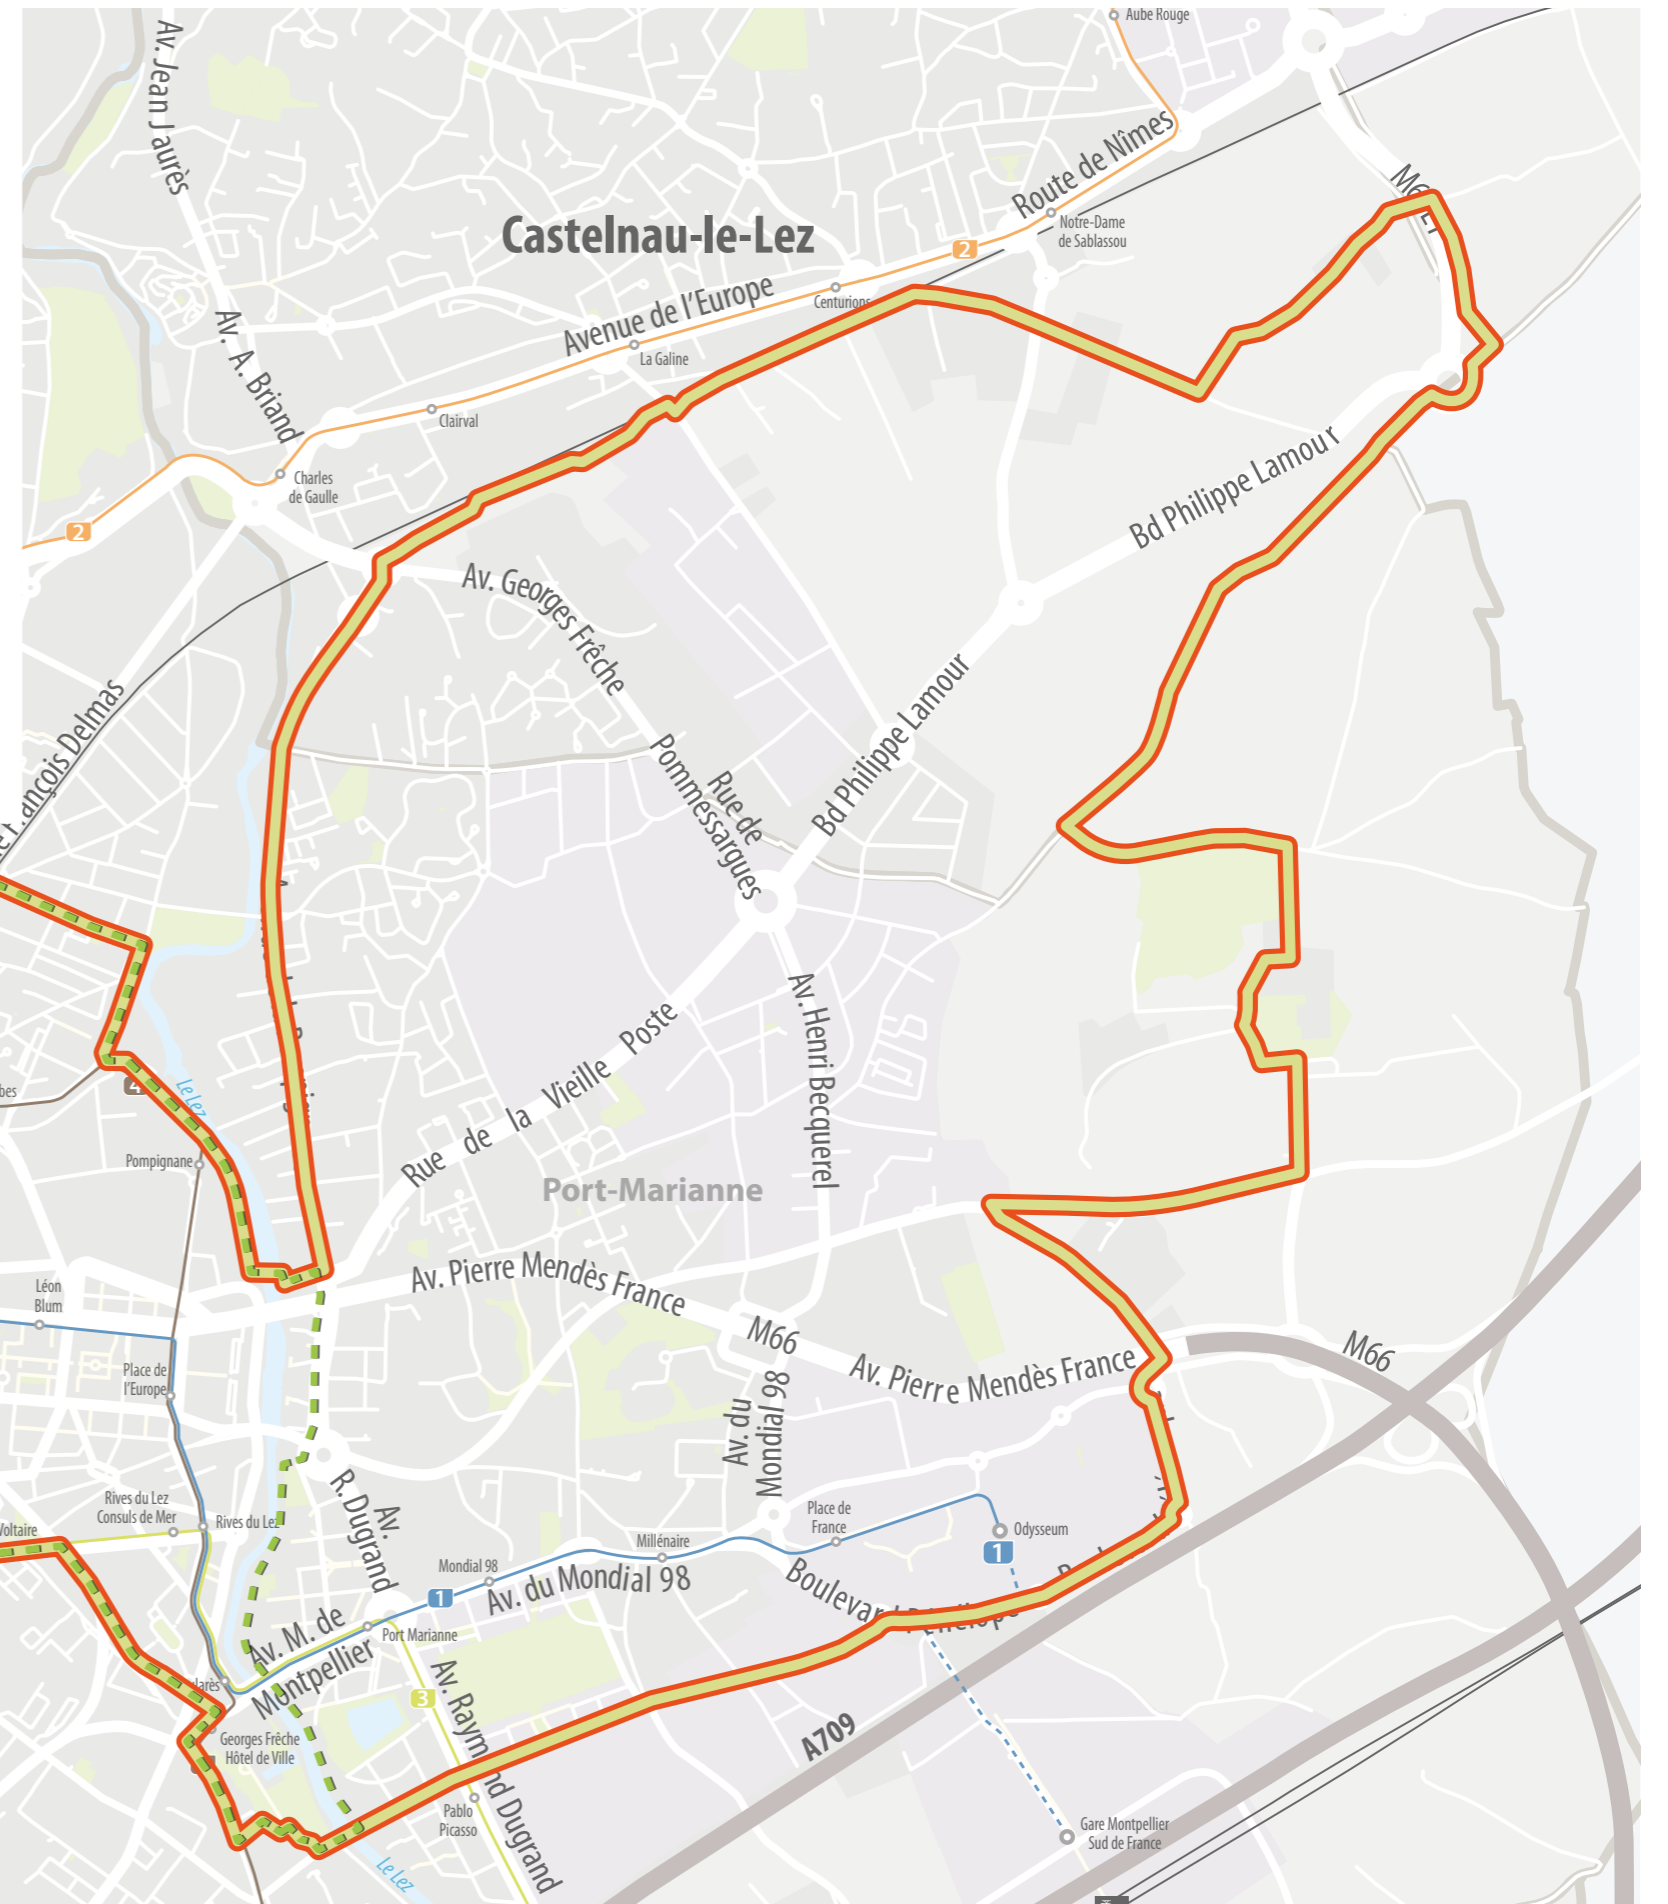 Aube Rouge
Av. Jean Jaurès
Route de Nîmes
Notre-Dame
de Sablassou
2
Castelnau-le-Lez
Avenue de l'Europe
Centurions
La Galine
Av. A. Briand
Clairval
Charles
de Gaulle
2
Bd Philippe Lamour
Av. Georges Frêche
Bd Philippe Lamour
Rue de
Pommessargues
Av. Henri Becquerel
Rue de la Vieille Poste
Le Lez
4
Pompignane
Port-Marianne
Av. Pierre Mendès France
M66
Av. Pierre Mendès France
M66
Léon
Blum
Place de
l'Europe
Av. du
Mondial 98
Av.
R. Dugrand
Rives du Lez
Consuls de Mer
Rives du Lez
Voltaire
Place de
France
Odysseum
1
Millénaire
Mondial 98
1
Av. du Mondial 98
Av. M. de
Montpellier
Port Marianne
3
Georges Frêche
Hôtel de Ville
A709
Pablo
Picasso
Gare Montpellier
Sud de France
Le Lez